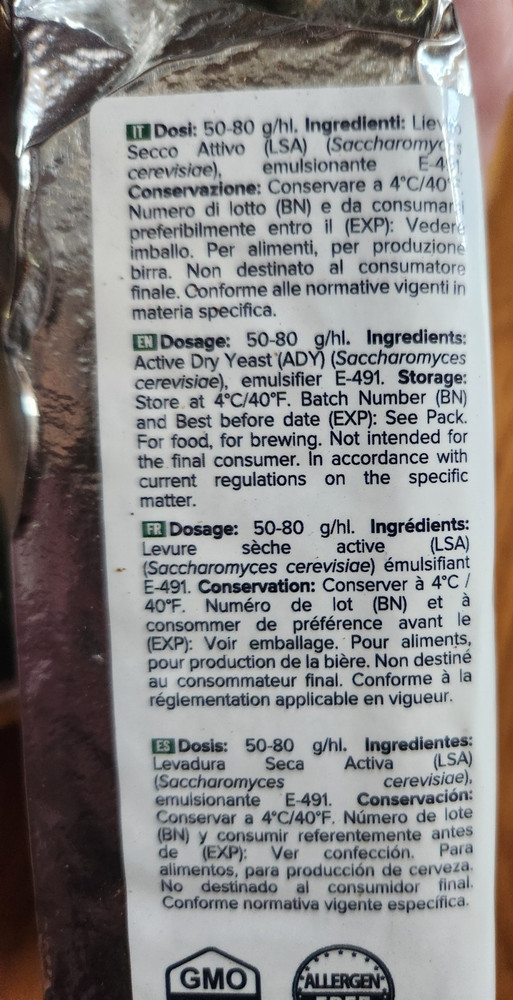 IT Dosi: 50-80 g/hl. Ingredienti:
Secco Attivo (LSA) (Saccharomyces
cerevisiae), emulsionante
Conservazione: Conservare a 4°C/40°
Numero di lotto (BN) e da consumarsi
preferibilmente entro il (EXP): Vedere
imballo. Per alimenti, per produzione
birra. Non destinato al consumatore
finale. Conforme alle normative vigenti in
materia specifica.
EN Dosage: 50-80 g/hl. Ingredients:
Active Dry Yeast (ADY) (Saccharomyces
cerevisiae), emulsifier E-491. Storage:
Store at 4°C/40°F. Batch Number (BN)
and Best before date (EXP): See Pack.
For food, for brewing. Not intended for
the final consumer. In accordance with
current regulations on the specific
matter.
FR Dosage: 50-80 g/hl. Ingrédients:
Levure sèche active (LSA)
(Saccharomyces cerevisiae) émulsifiant
E-491. Conservation: Conserver à 4°C /
40°F. Numéro de lot (BN) et à
consommer de préférence avant le
(EXP): Voir emballage. Pour aliments,
pour production de la bière. Non destiné
au consommateur final. Conforme à la
réglementation applicable en vigueur.
ES Dosis: 50-80 g/hl. Ingredientes:
Levadura Seca Activa (LSA)
(Saccharomyces cerevisiae),
emulsionante E-491. Conservación:
Conservar a 4°C/40°F. Número de lote
(BN) y consumir referentemente antes
de (EXP): Ver confección. Para
alimentos, para producción de cerveza.
No destinado al consumidor final.
Conforme normativa vigente específica.
GMO ALLERGEN